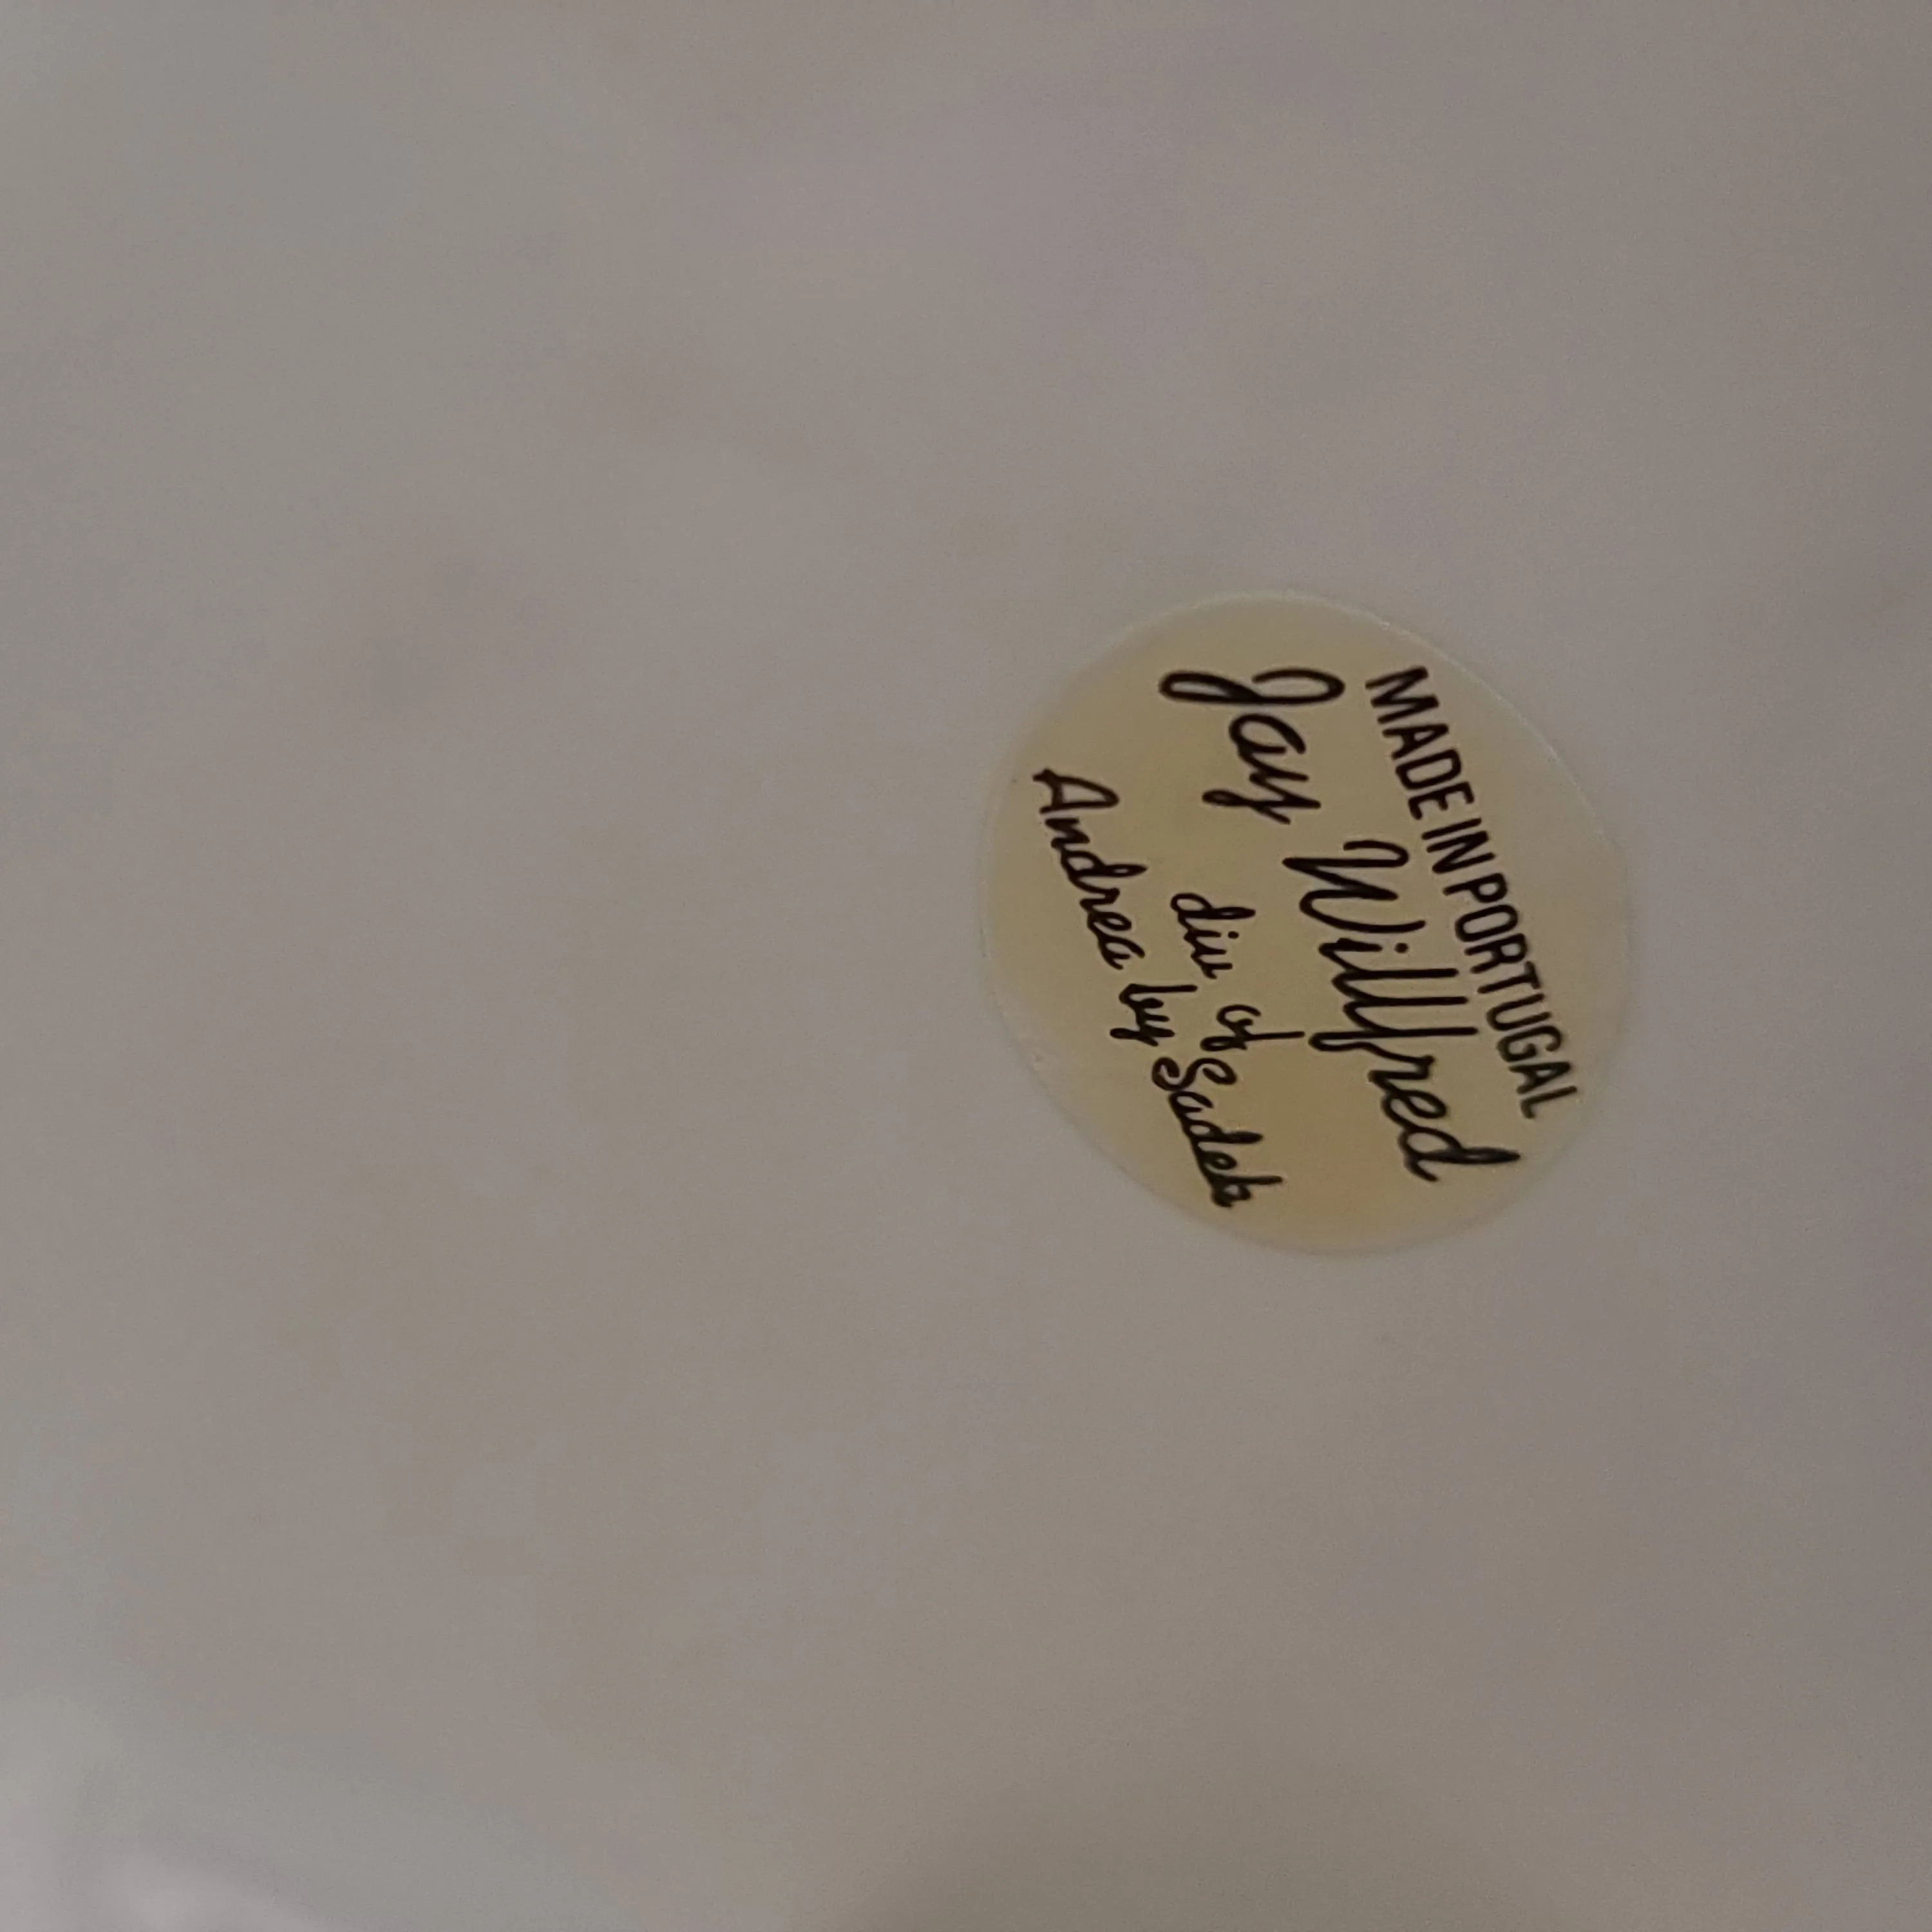 MADE IN PORTUGAL
Jay Willfred
div of
Andrea by Sadek